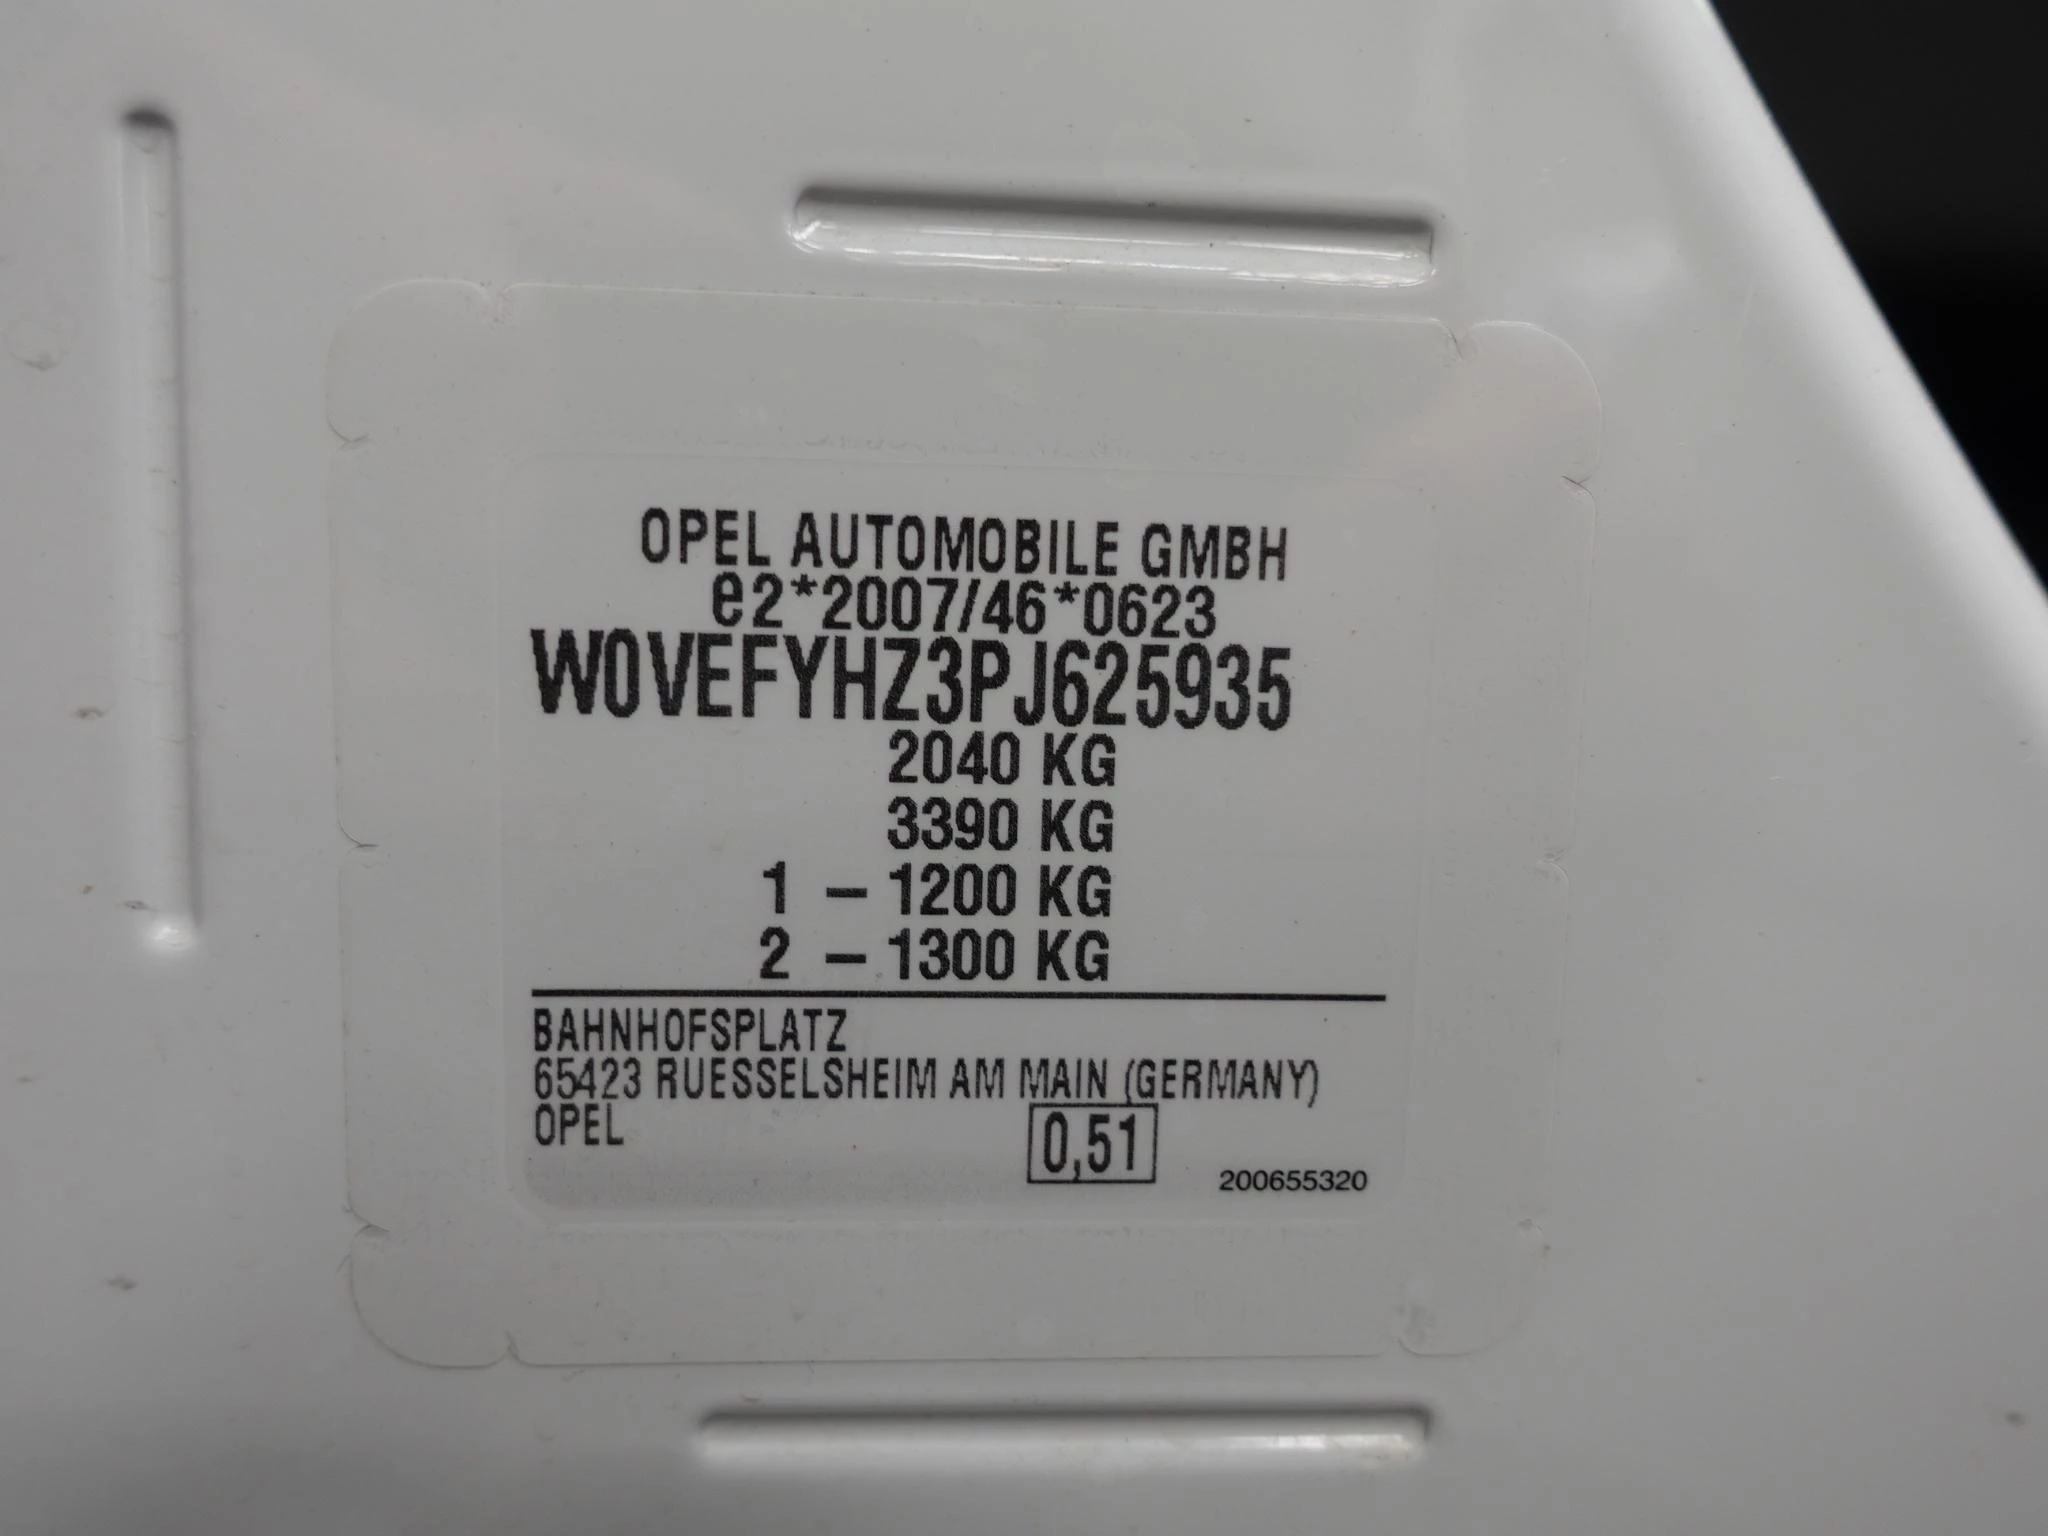 OPEL AUTOMOBILE GMBH
e2*2007/46*0623
W0VEFYHZ3PJ625935
2040 KG
3390 KG
1 – 1200 KG
2 – 1300 KG
BAHNHOFSPLATZ
65423 RUESSELSHEIM AM MAIN (GERMANY)
OPEL
0,51
200655320